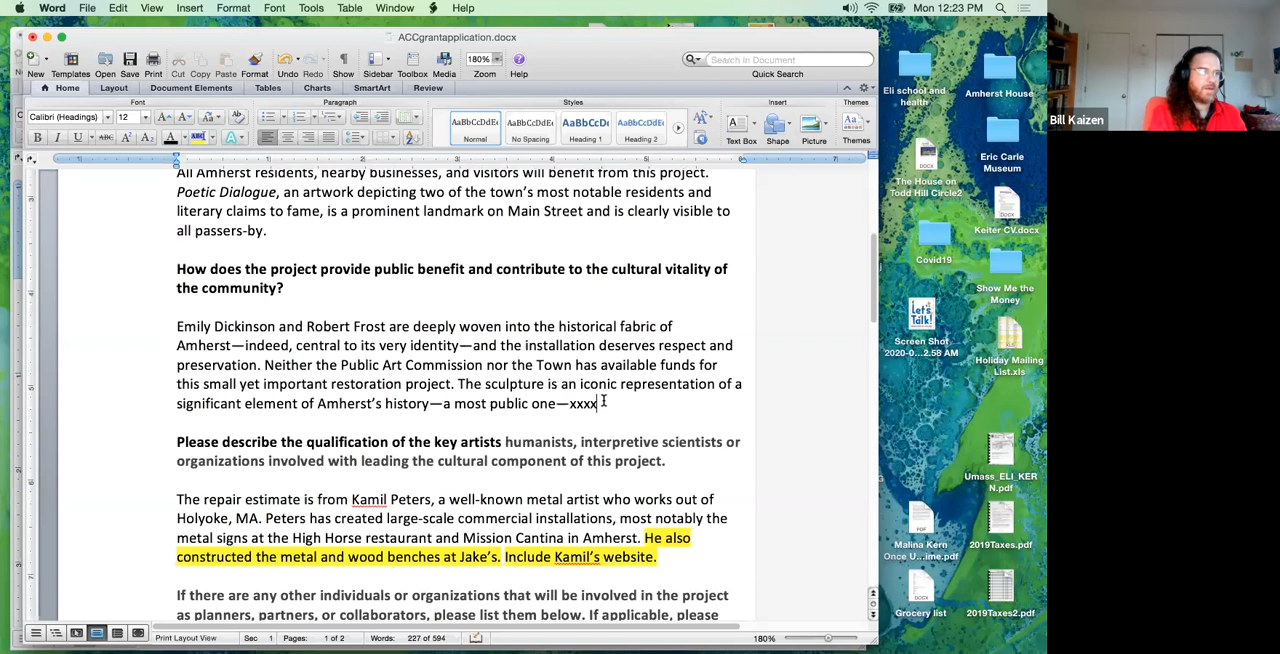 Word File Edit View Insert Format Font Tools Table Window Help
Mon 12:23 PM
ACCgrantapplication.docx
New Templates Open Save Print Cut Copy Paste Format Undo Redo Show Sidebar Toolbox Media Zoom Help
180%
Search in Document
Quick Search
Home Layout Document Elements Tables Charts SmartArt Review
Font Paragraph Styles Insert Themes
Calibri (Headings) 12
AaBbCcDdEe AaBbCcDdEe AaBbCcDdEe AaBbCcDdEe
Normal No Spacing Heading 1 Heading 2
Text Box Shape Picture Themes
All Amherst residents, nearby businesses, and visitors will benefit from this project.
Poetic Dialogue, an artwork depicting two of the town's most notable residents and
literary claims to fame, is a prominent landmark on Main Street and is clearly visible to
all passers-by.
How does the project provide public benefit and contribute to the cultural vitality of
the community?
Emily Dickinson and Robert Frost are deeply woven into the historical fabric of
Amherst—indeed, central to its very identity—and the installation deserves respect and
preservation. Neither the Public Art Commission nor the Town has available funds for
this small yet important restoration project. The sculpture is an iconic representation of a
significant element of Amherst's history—a most public one—xxxx
Please describe the qualification of the key artists humanists, interpretive scientists or
organizations involved with leading the cultural component of this project.
The repair estimate from Kamil Peters, a well-known metal artist who works out of
Holyoke, MA. Peters has created large-scale commercial installations, most notably the
metal signs at the High Horse restaurant and Mission Cantina in Amherst. He also
constructed the metal and wood benches at Jake's. Include Kamil's website.
If there are any other individuals or organizations that will be involved in the project
as planners, partners, or collaborators, please list them below. If applicable, please
Print Layout View Sec 1 Pages: 1 of 2 Words: 227 of 594 180%
Eli school and
health
Amherst House
The House on
Todd Hill Circle2
Eric Carle
Museum
Keiter CV.docx
Covid19
Show Me the
Money
Let's
Talk!
Screen Shot
2020-0...2.58 AM
Holiday Mailing
List.xls
Umass_ELI_KER
N.pdf
Malina Kern
Once U...ime.pdf
2019Taxes.pdf
Grocery list
2019Taxes2.pdf
Bill Kaizen